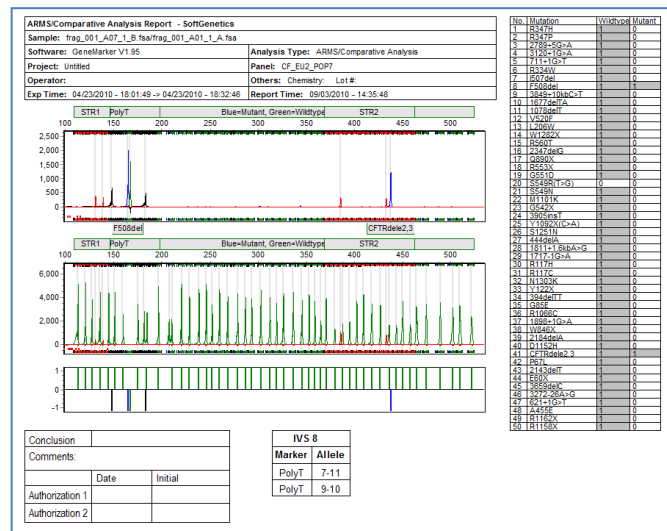 ARMS/Comparative Analysis Report - SoftGenetics
Sample: frag_001_A07_1_B.fsa/frag_001_A01_1_A.fsa
Software: GeneMarker V1.95 Analysis Type: ARMS/Comparative Analysis
Project: Untitled Panel: CF_EU2_POP7
Operator: Others: Chemistry: Lot#:
Exp Time: 04/23/2010 - 18:01:49 -> 04/23/2010 - 18:32:46 Report Time: 09/03/2010 - 14:35:48
STR1 PolyT Blue=Mutant, Green=Wildtype STR2
100 150 200 250 300 350 400 450 500
2,500
2,000
1,500
1,000
500
0
F508del CFTRdele2,3
STR1 PolyT Blue=Mutant, Green=Wildtype STR2
100 150 200 250 300 350 400 450 500
6,000
4,000
2,000
0
1
0
-1
Conclusion
Comments:
Date Initial
Authorization 1
Authorization 2
IVS 8
Marker Allele
PolyT 7-11
PolyT 9-10
No. Mutation Wildtype Mutant
1 R347H 1 0
2 R347P 1 0
3 2789+5G>A 1 0
4 3120+1G>A 1 0
5 711+1G>T 1 0
6 R334W 1 0
7 I507del 1 0
8 F508del 1 1
9 3849+10kbC>T 1 0
10 1677delTA 1 0
11 1078delT 1 0
12 V520F 1 0
13 L206W 1 0
14 W1282X 1 0
15 R560T 1 0
16 2347delG 1 0
17 Q890X 1 0
18 R553X 1 0
19 G551D 1 0
20 S549R(T>G) 0 0
21 S549N 1 0
22 M1101K 1 0
23 G542X 1 0
24 3905insT 1 0
25 Y1092X(C>A) 1 0
26 S1251N 1 0
27 444delA 1 0
28 1811+1.6kbA>G 1 0
29 1717-1G>A 1 0
30 R117H 1 0
31 R117C 1 0
32 N1303K 1 0
33 Y122X 1 0
34 394delTT 1 0
35 G85E 1 0
36 R1066C 1 0
37 1898+1G>A 1 0
38 W846X 1 0
39 2184delA 1 0
40 D1152H 1 0
41 CFTRdele2,3 1 1
42 P67L 1 0
43 2143delT 1 0
44 E60X 1 0
45 3659delC 1 0
46 3272-26A>G 1 0
47 621+1G>T 1 0
48 A455E 1 0
49 R1162X 1 0
50 R1158X 1 0